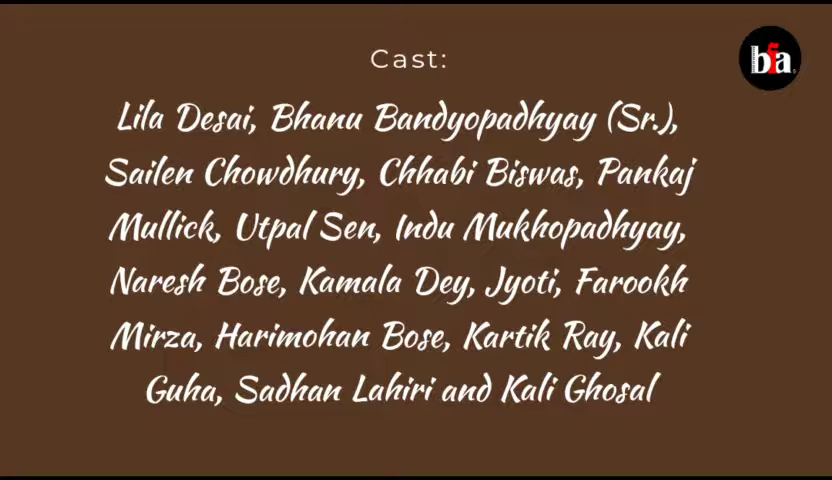 Cast:
bfa
Lila Desai, Bhanu Bandyopadhyay (Sr.),
Sailen Chowdhury, Chhabi Biswas, Pankaj
Mullick, Utpal Sen, Indu Mukhopadhyay,
Naresh Bose, Kamala Dey, Jyoti, Farookh
Mirza, Harimohan Bose, Kartik Ray, Kali
Guha, Sadhan Lahiri and Kali Ghosal